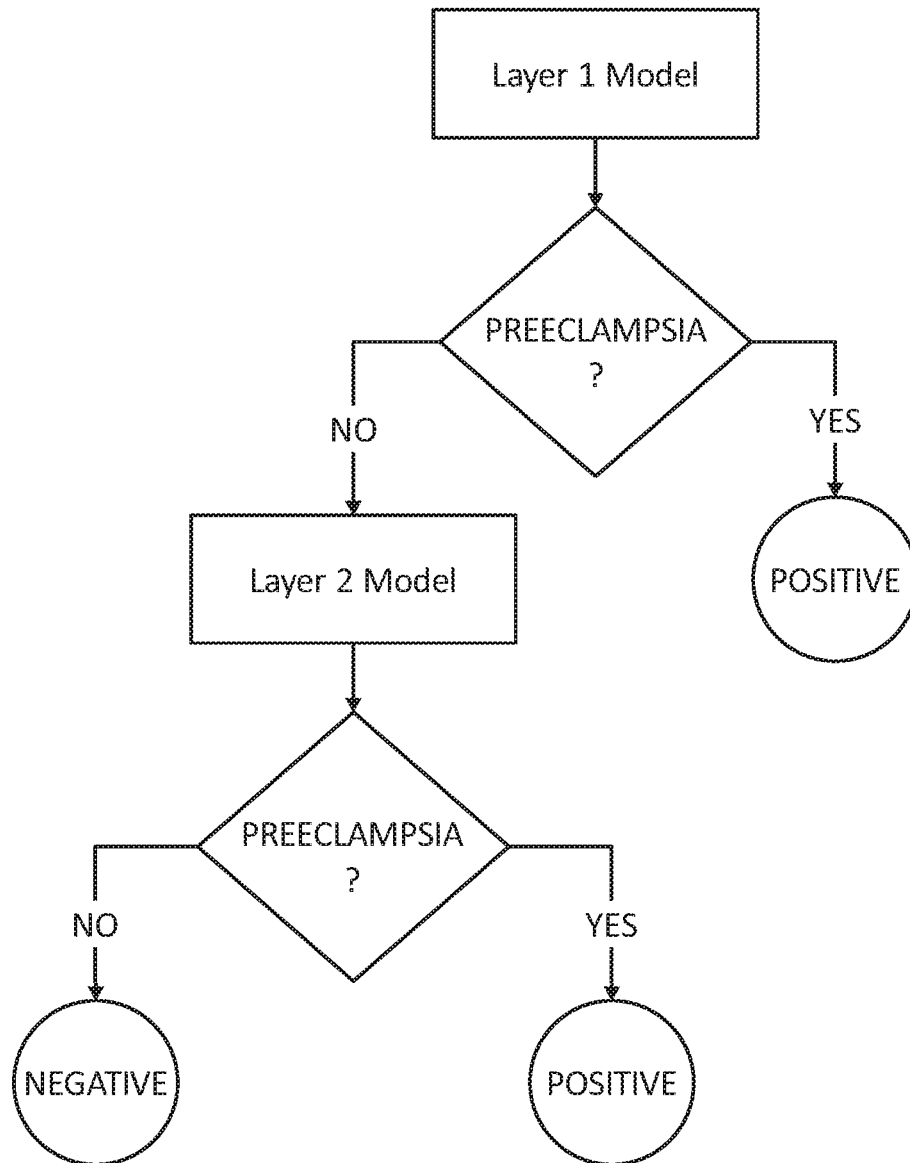 Layer 1 Model
PREECLAMPSIA
?
NO
YES
Layer 2 Model
POSITIVE
PREECLAMPSIA
?
NO
YES
NEGATIVE
POSITIVE